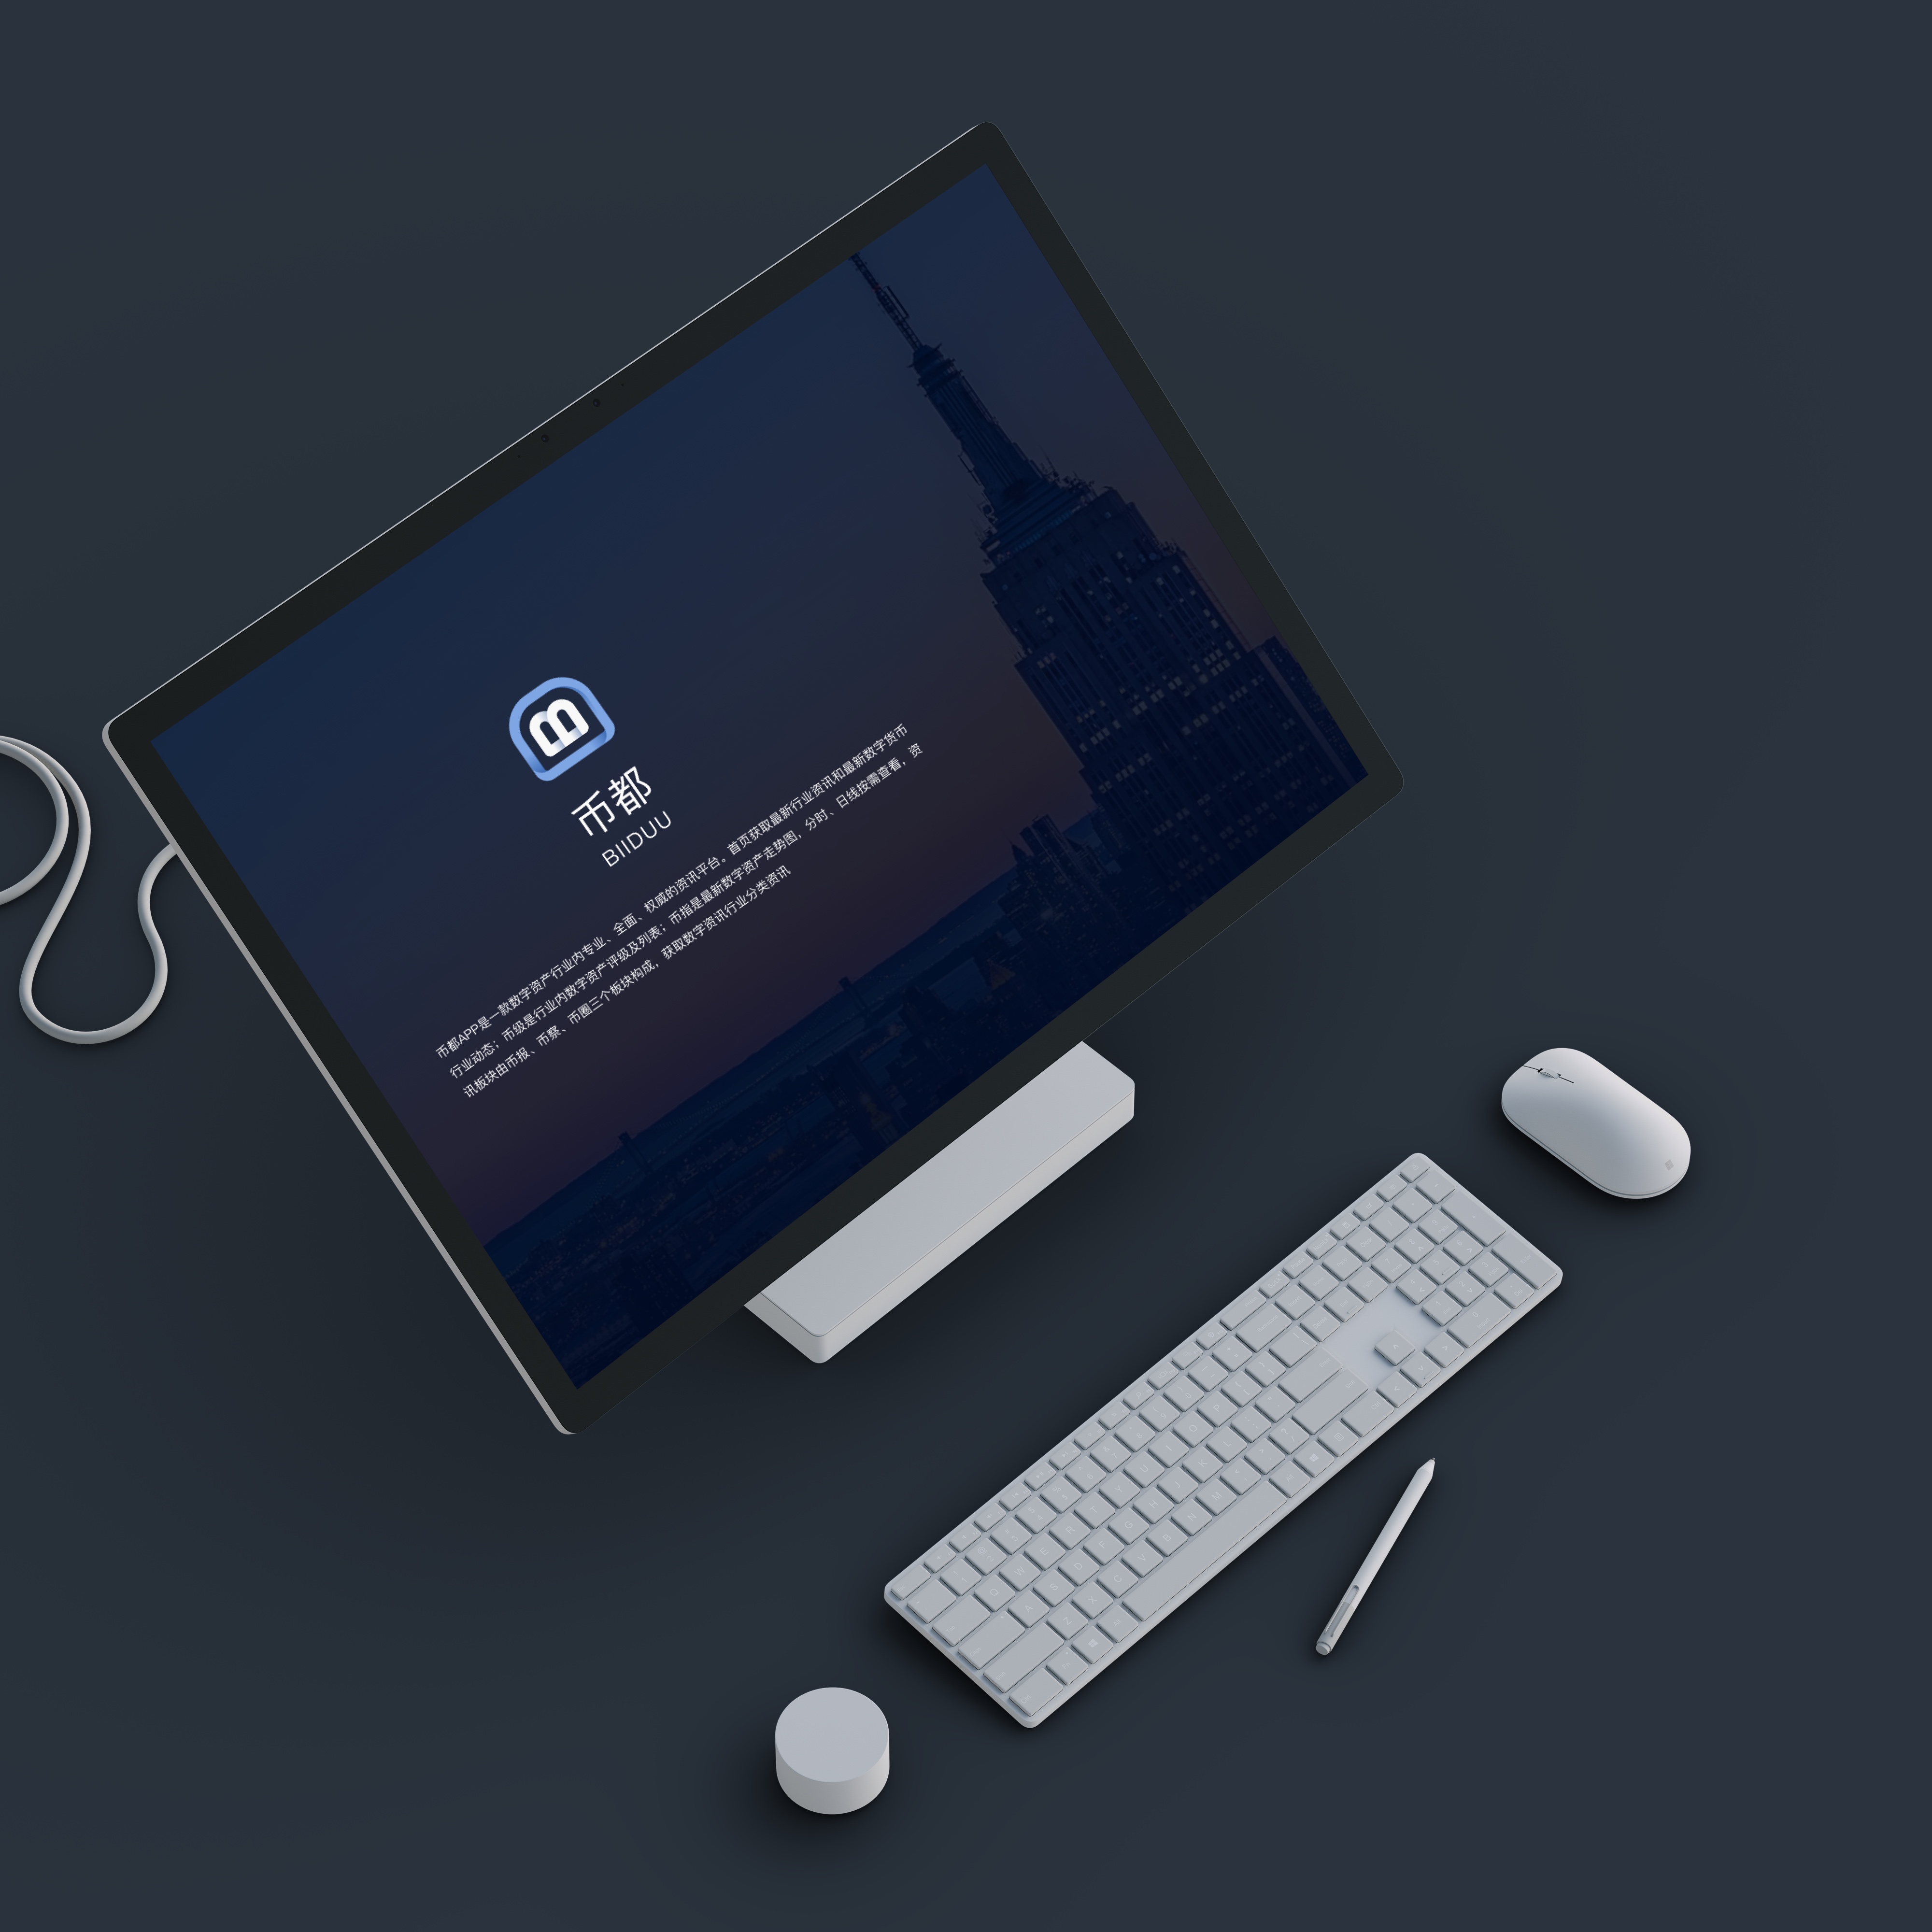 币都
BIIDUU
币都APP是一款数字资产行业内专业、全面、权威的资讯平台。首页获取最新行业资讯和最新数字货币
行业动态；币级是行业内数字资产评级及列表；币指是最新数字资产走势图，分时、日线按需查看，资
讯板块由币报、币察、币圈三个板块构成，获取数字资讯行业分类资讯